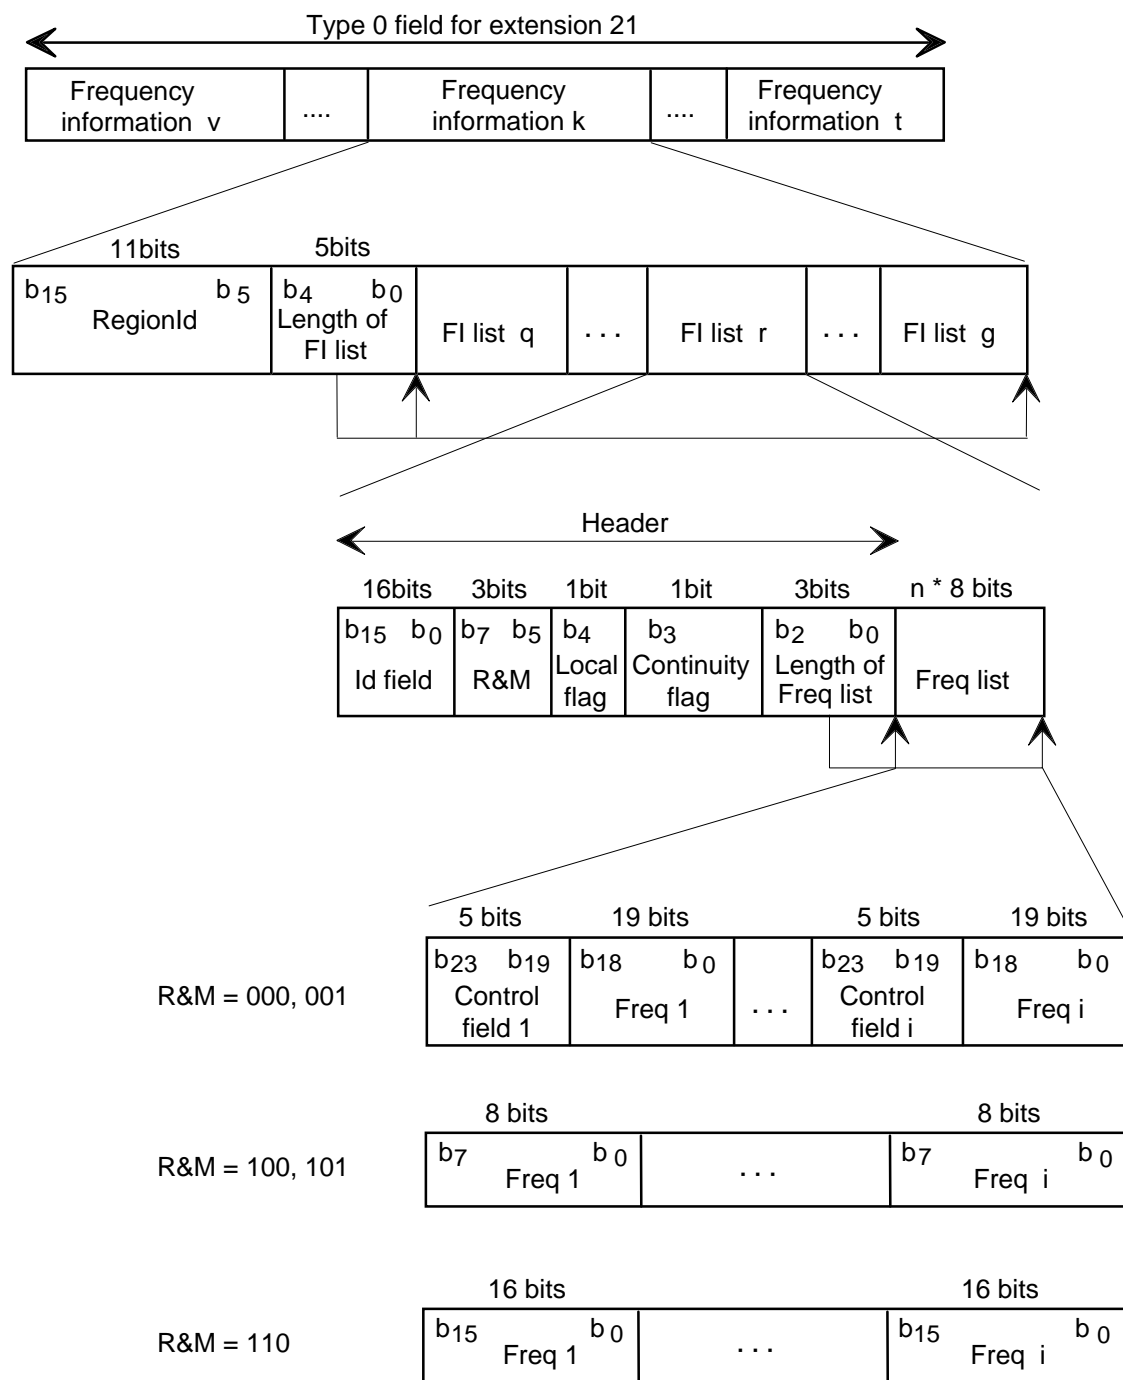 Type 0 field for extension 21
Frequency information v
....
Frequency information k
....
Frequency information t
11bits 5bits
b15 b5 RegionId
b4 b0 Length of FI list
FI list q
. . .
FI list r
. . .
FI list g
Header
16bits 3bits 1bit 1bit 3bits n * 8 bits
b15 b0 Id field
b7 b5 R&M
b4 Local flag
b3 Continuity flag
b2 b0 Length of Freq list
Freq list
5 bits 19 bits 5 bits 19 bits
R&M = 000, 001
b23 b19 Control field 1
b18 b0 Freq 1
. . .
b23 b19 Control field i
b18 b0 Freq i
8 bits 8 bits
R&M = 100, 101
b7 b0 Freq 1
. . .
b7 b0 Freq i
16 bits 16 bits
R&M = 110
b15 b0 Freq 1
. . .
b15 b0 Freq i